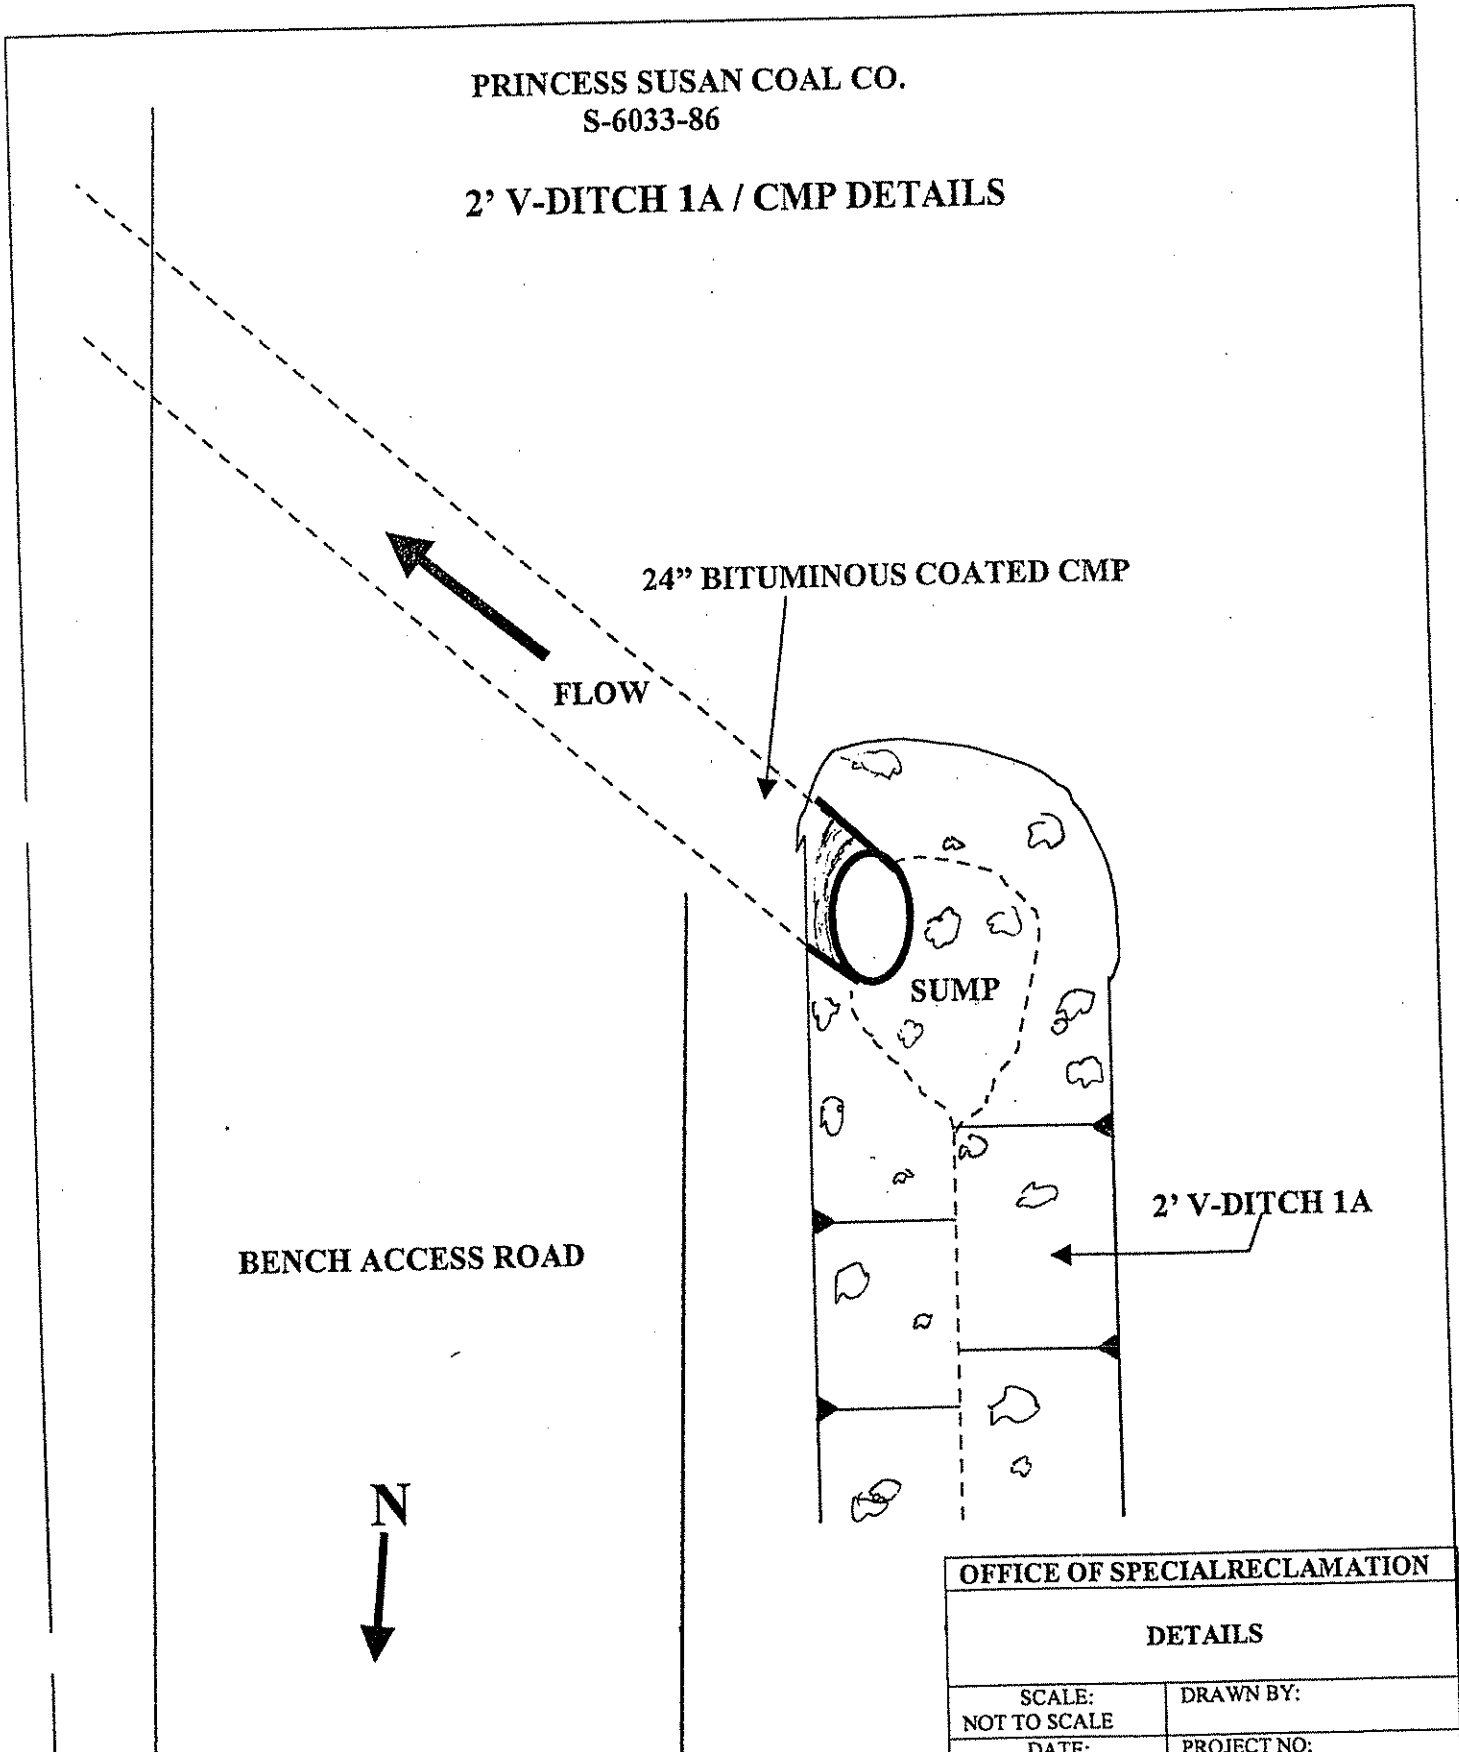 PRINCESS SUSAN COAL CO.
S-6033-86
2’ V-DITCH 1A / CMP DETAILS
24” BITUMINOUS COATED CMP
FLOW
SUMP
2’ V-DITCH 1A
BENCH ACCESS ROAD
N
OFFICE OF SPECIALRECLAMATION
DETAILS
SCALE:
NOT TO SCALE
DRAWN BY:
DATE:
PROJECT NO: